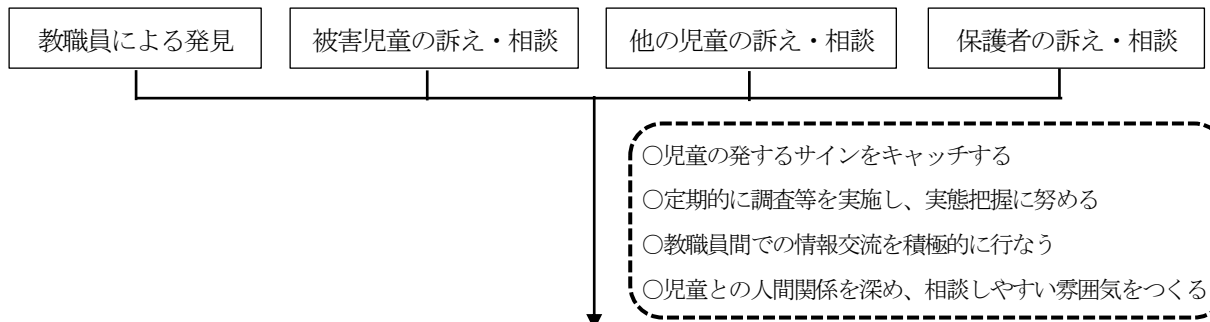 教職員による発見
被害児童の訴え・相談
他の児童の訴え・相談
保護者の訴え・相談
○児童の発するサインをキャッチする
○定期的に調査等を実施し、実態把握に努める
○教職員間での情報交流を積極的に行なう
○児童との人間関係を深め、相談しやすい雰囲気をつくる